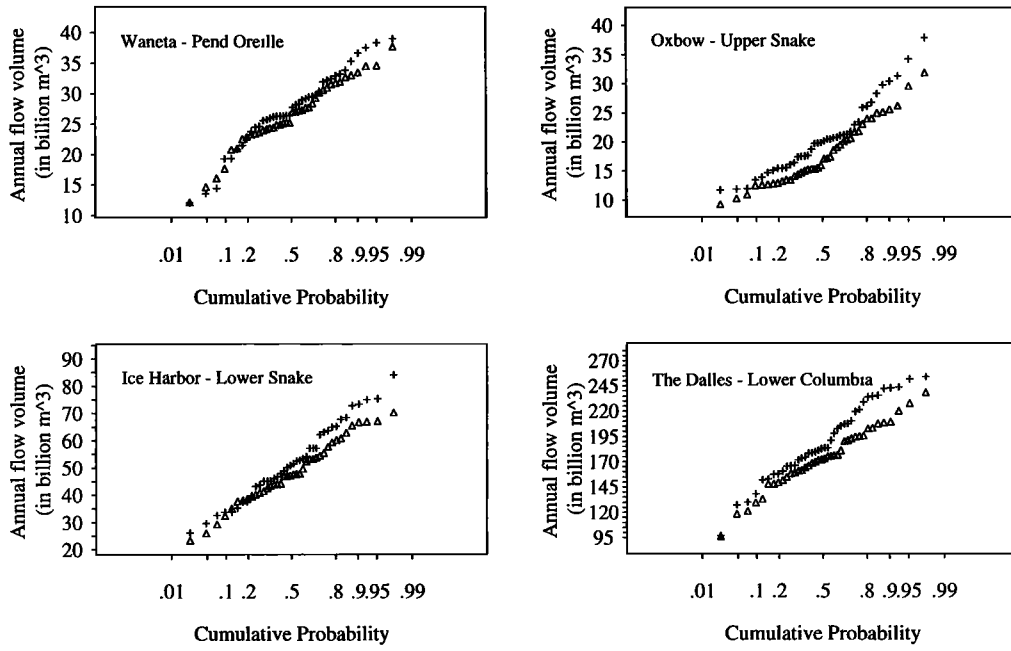 Waneta - Pend Oreille
Annual flow volume
(in billion m^3)
40
35
30
25
20
15
10
.01 .1 .2 .5 .8 .9.95 .99
Cumulative Probability
Oxbow - Upper Snake
Annual flow volume
(in billion m^3)
40
35
30
25
20
15
10
.01 .1 .2 .5 .8 .9.95 .99
Cumulative Probability
Ice Harbor - Lower Snake
Annual flow volume
(in billion m^3)
90
80
70
60
50
40
30
20
.01 .1 .2 .5 .8 .9.95 .99
Cumulative Probability
The Dalles - Lower Columbia
Annual flow volume
(in billion m^3)
270
245
220
195
170
145
120
95
.01 .1 .2 .5 .8 .9.95 .99
Cumulative Probability